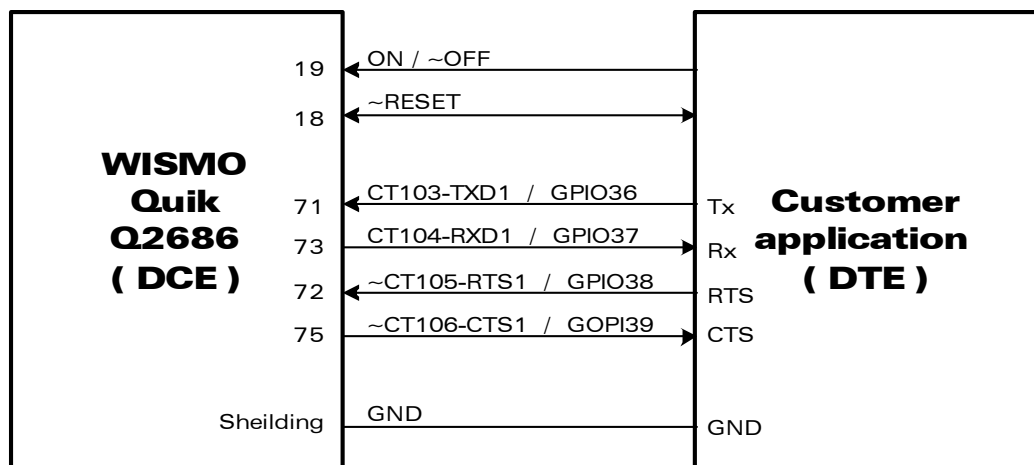 19 ON / ~OFF
18 ~RESET
WISMO
Quik
Q2686
( DCE )
71 CT103-TXD1 / GPIO36 Tx
73 CT104-RXD1 / GPIO37 Rx
72 ~CT105-RTS1 / GPIO38 RTS
75 ~CT106-CTS1 / GOPI39 CTS
Customer
application
( DTE )
Sheilding GND GND